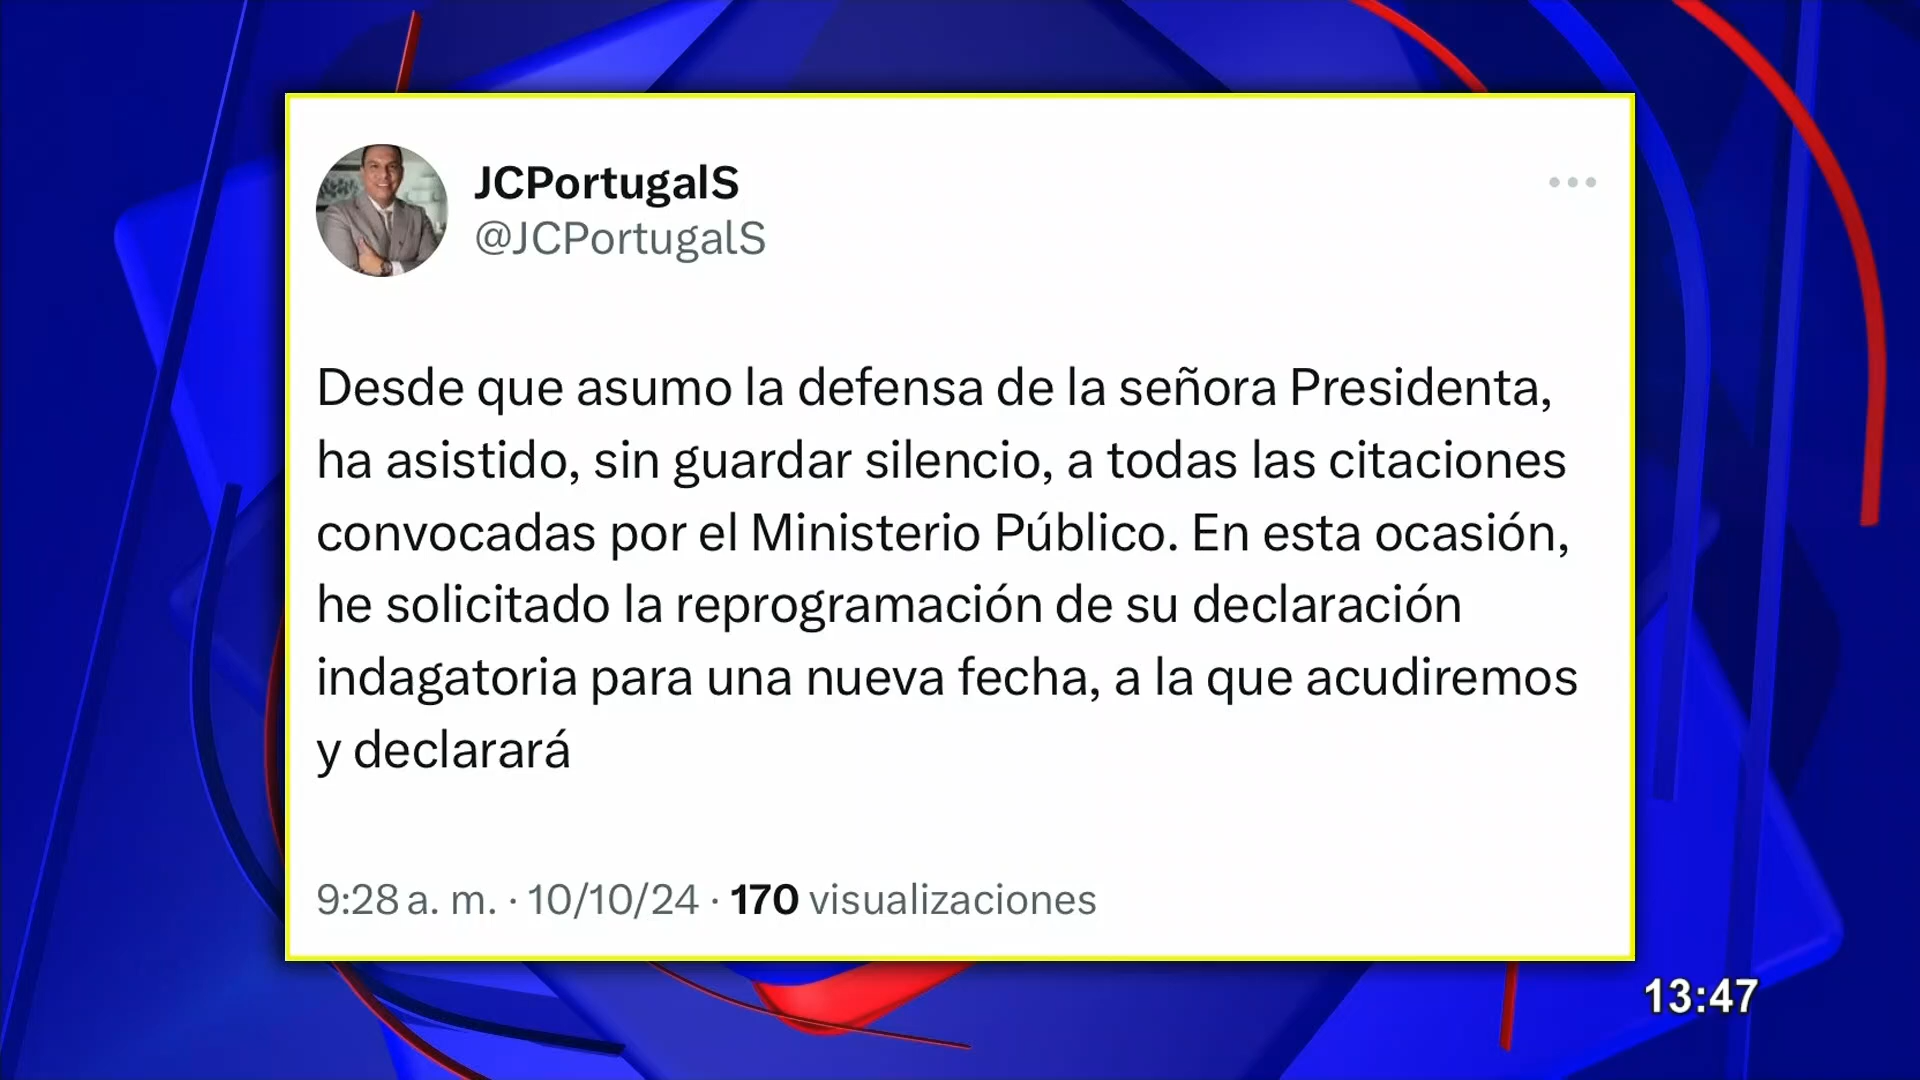 JCPortugalS
@JCPortugalS
Desde que asumo la defensa de la señora Presidenta,
ha asistido, sin guardar silencio, a todas las citaciones
convocadas por el Ministerio Público. En esta ocasión,
he solicitado la reprogramación de su declaración
indagatoria para una nueva fecha, a la que acudiremos
y declarará
9:28 a. m. · 10/10/24 · 170 visualizaciones
13:47